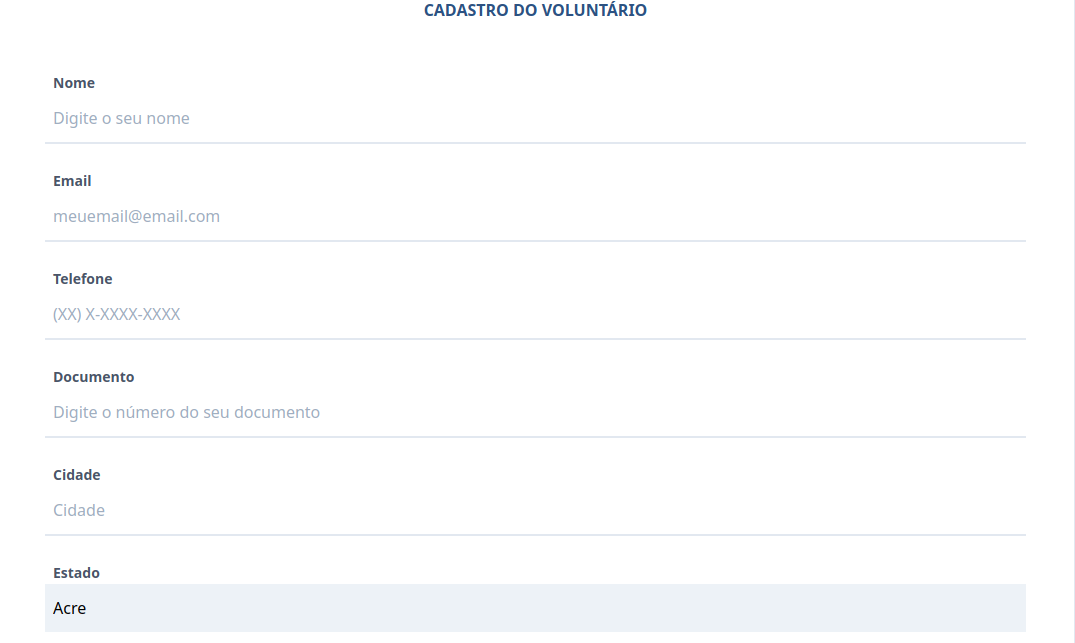 CADASTRO DO VOLUNTÁRIO
Nome
Digite o seu nome
Email
meuemail@email.com
Telefone
(XX) X-XXXX-XXXX
Documento
Digite o número do seu documento
Cidade
Cidade
Estado
Acre